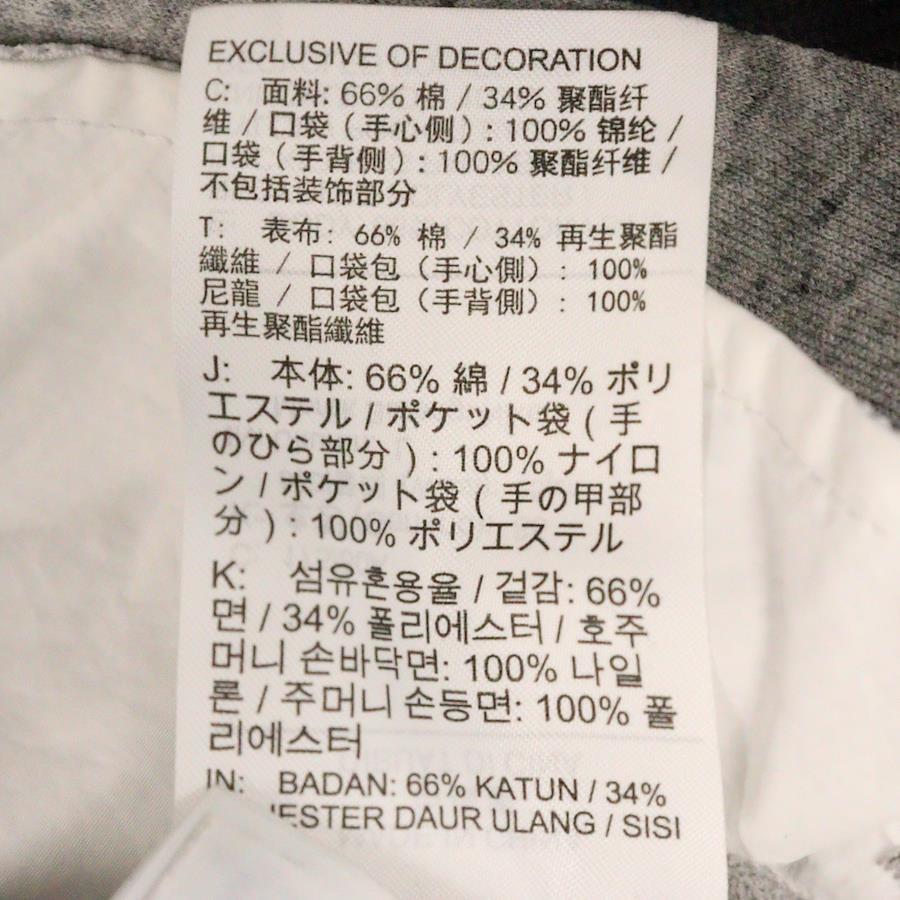 EXCLUSIVE OF DECORATION
C: 面料: 66% 棉 / 34% 聚酯纤
维 / 口袋 ( 手心侧 ) : 100% 锦纶 /
口袋 ( 手背侧 ) : 100% 聚酯纤维 /
不包括装饰部分
T: 表布: 66% 棉 / 34% 再生聚酯
纖維 / 口袋包 ( 手心側 ) : 100%
尼龍 / 口袋包 ( 手背側 ) : 100%
再生聚酯纖維
J: 本体: 66% 綿 / 34% ポリ
エステル / ポケット袋 ( 手
のひら部分 ) : 100% ナイロ
ン / ポケット袋 ( 手の甲部
分 ) : 100% ポリエステル
K: 섬유혼용율 / 겉감: 66%
면 / 34% 폴리에스터 / 호주
머니 손바닥면: 100% 나일
론 / 주머니 손등면: 100% 폴
리에스터
IN: BADAN: 66% KATUN / 34%
DAUR ULANG / SISI